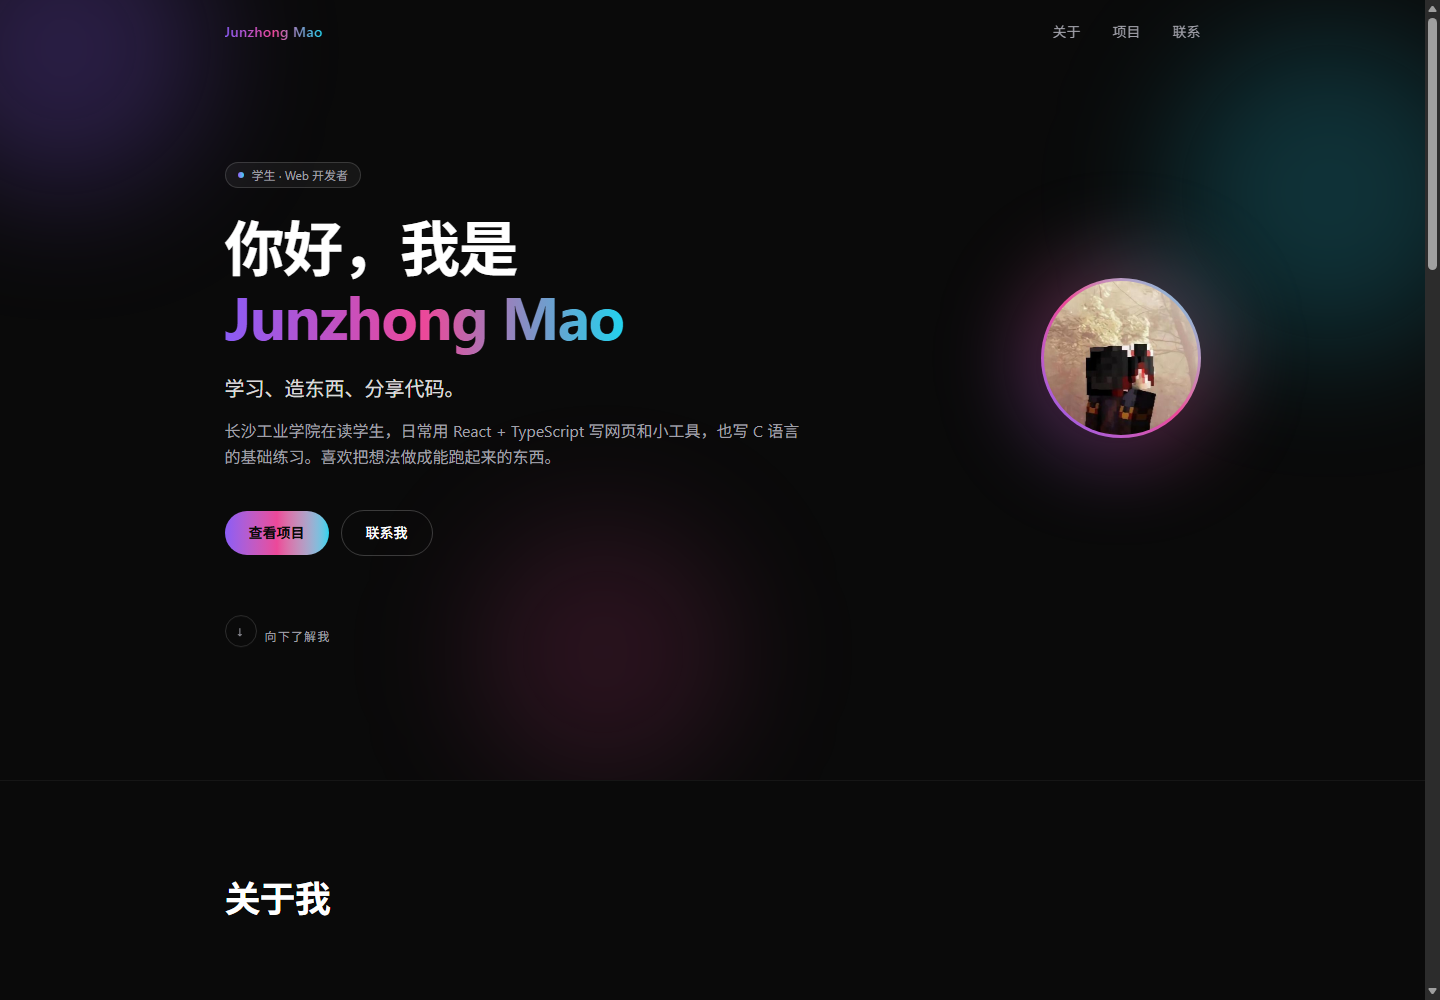 Junzhong Mao
关于 项目 联系
学生 · Web 开发者
你好，我是
Junzhong Mao
学习、造东西、分享代码。
长沙工业学院在读学生，日常用 React + TypeScript 写网页和小工具，也写 C 语言
的基础练习。喜欢把想法做成能跑起来的东西。
查看项目 联系我
↓ 向下了解我
关于我